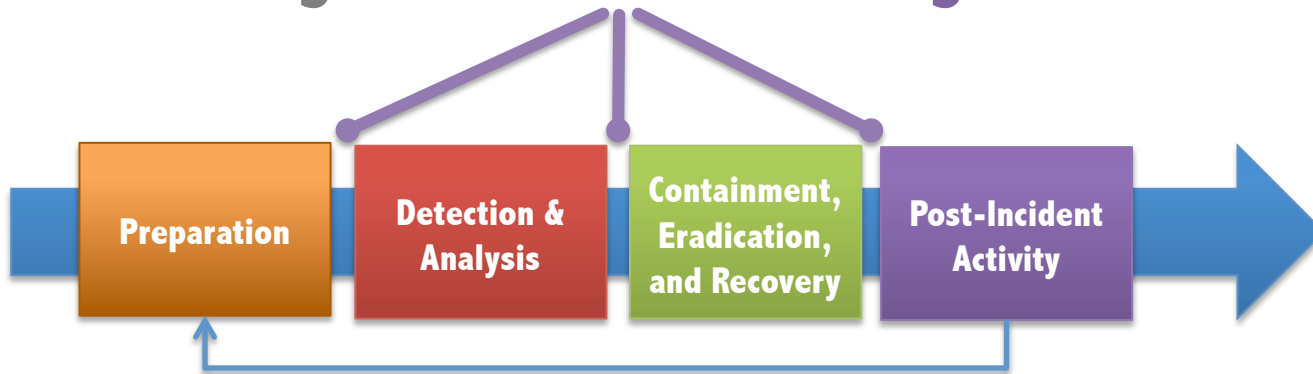 Preparation
Detection &
Analysis
Containment,
Eradication,
and Recovery
Post-Incident
Activity